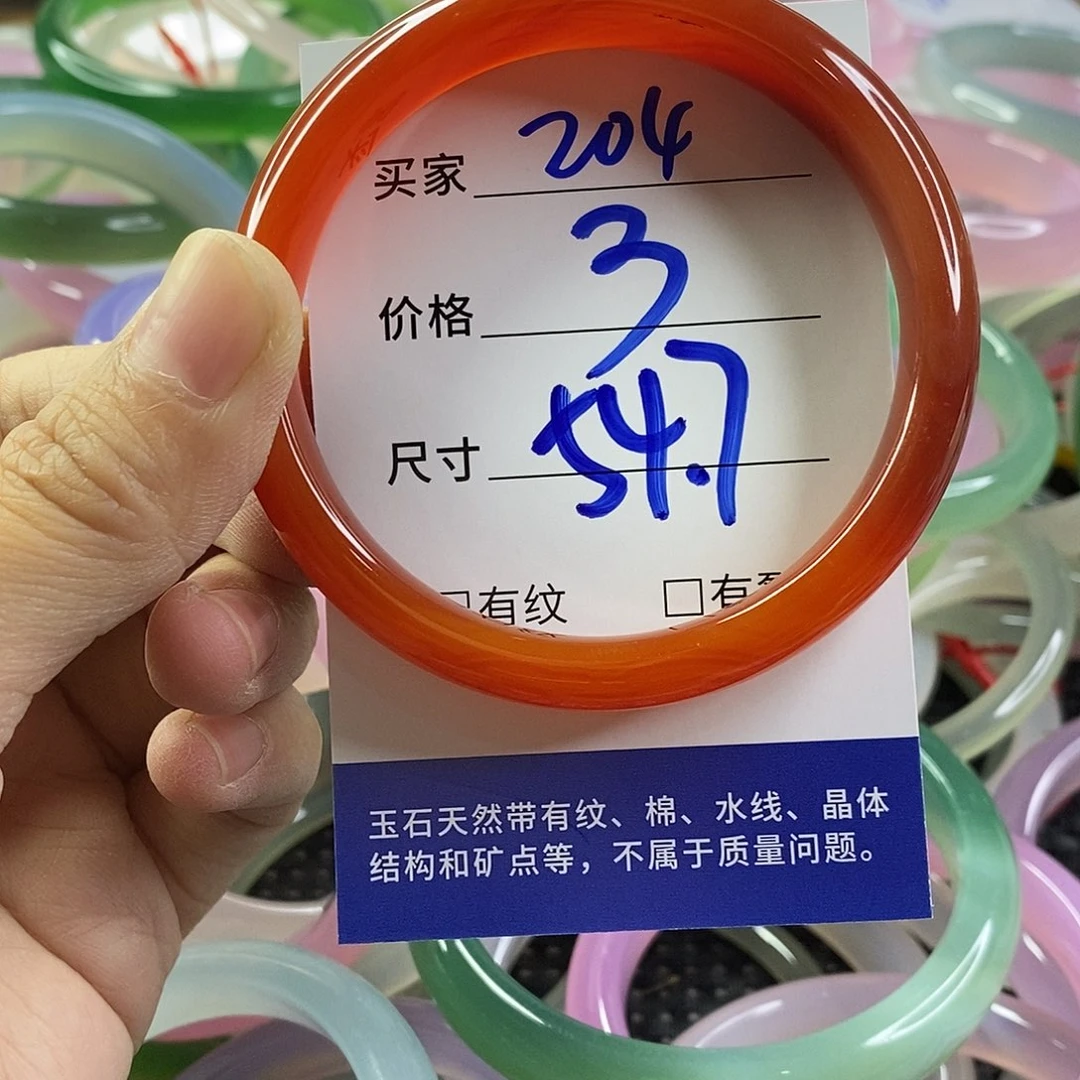 买家 204
价格 3
尺寸 54.7
□有纹 □有
玉石天然带有纹、棉、水线、晶体
结构和矿点等，不属于质量问题。